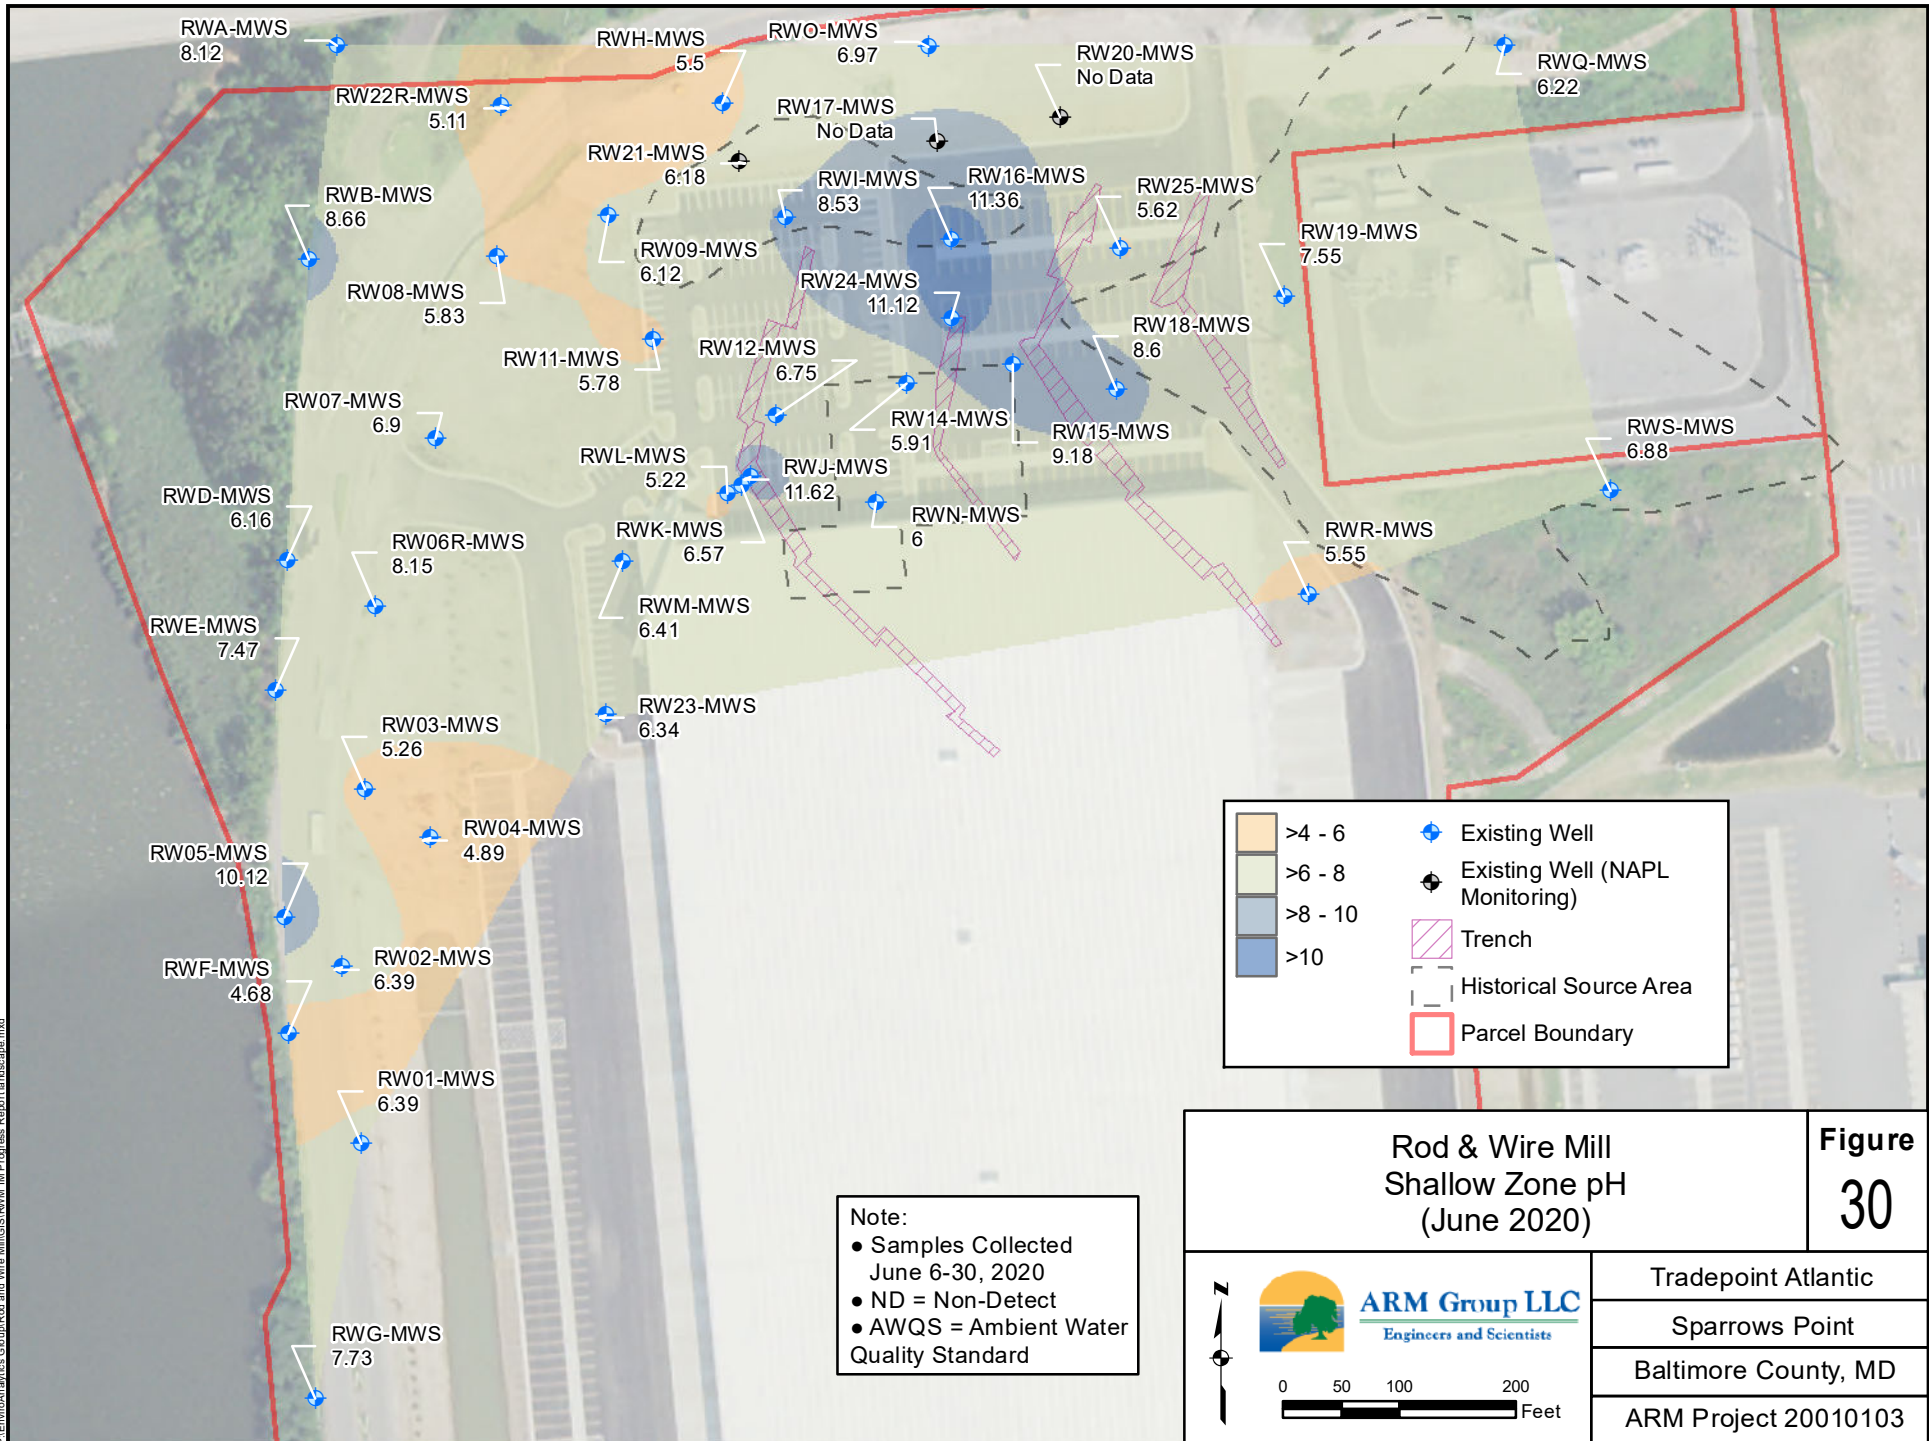 RWA-MWS
8.12
RWH-MWS
5.5
RWO-MWS
6.97
RW20-MWS
No Data
RWQ-MWS
6.22
RW22R-MWS
5.11
RW17-MWS
No Data
RW21-MWS
6.18
RWI-MWS
8.53
RW16-MWS
11.36
RW25-MWS
5.62
RWB-MWS
8.66
RW09-MWS
6.12
RW19-MWS
7.55
RW08-MWS
5.83
RW24-MWS
11.12
RW11-MWS
5.78
RW12-MWS
6.75
RW18-MWS
8.6
RW07-MWS
6.9
RW14-MWS
5.91
RW15-MWS
9.18
RWS-MWS
6.88
RWL-MWS
5.22
RWJ-MWS
11.62
RWD-MWS
6.16
RWK-MWS
6.57
RWN-MWS
6
RWR-MWS
5.55
RW06R-MWS
8.15
RWM-MWS
6.41
RWE-MWS
7.47
RW23-MWS
6.34
RW03-MWS
5.26
RW04-MWS
4.89
RW05-MWS
10.12
RW02-MWS
6.39
RWF-MWS
4.68
RW01-MWS
6.39
RWG-MWS
7.73
>4 - 6
>6 - 8
>8 - 10
>10
Existing Well
Existing Well (NAPL
Monitoring)
Trench
Historical Source Area
Parcel Boundary
Note:
● Samples Collected
June 6-30, 2020
● ND = Non-Detect
● AWQS = Ambient Water
Quality Standard
Rod & Wire Mill
Shallow Zone pH
(June 2020)
Figure
30
N
ARM Group LLC
Engineers and Scientists
0 50 100 200
Feet
Tradepoint Atlantic
Sparrows Point
Baltimore County, MD
ARM Project 20010103